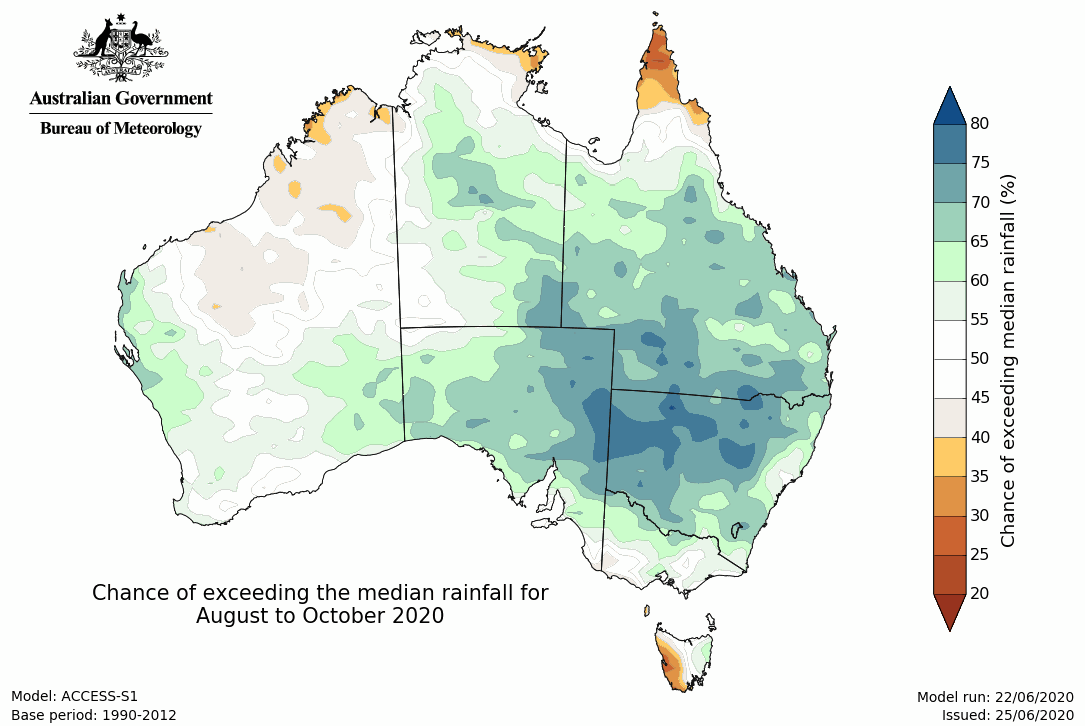 Australian Government
Bureau of Meteorology
80
75
70
65
60
55
50
45
40
35
30
25
20
Chance of exceeding median rainfall (%)
Chance of exceeding the median rainfall for
August to October 2020
Model: ACCESS-S1
Base period: 1990-2012
Model run: 22/06/2020
Issued: 25/06/2020